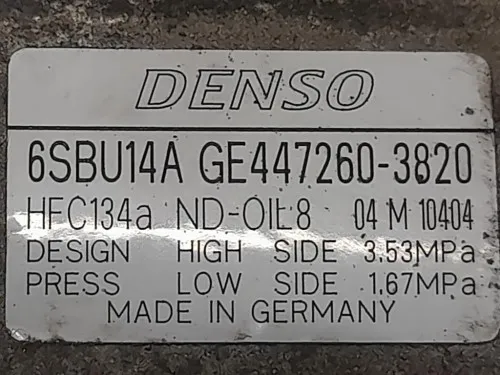 DENSO
6SBU14A GE447260-3820
HFC134a ND-OIL8 04 M 10404
DESIGN HIGH SIDE 3.53MPa
PRESS LOW SIDE 1.67MPa
MADE IN GERMANY